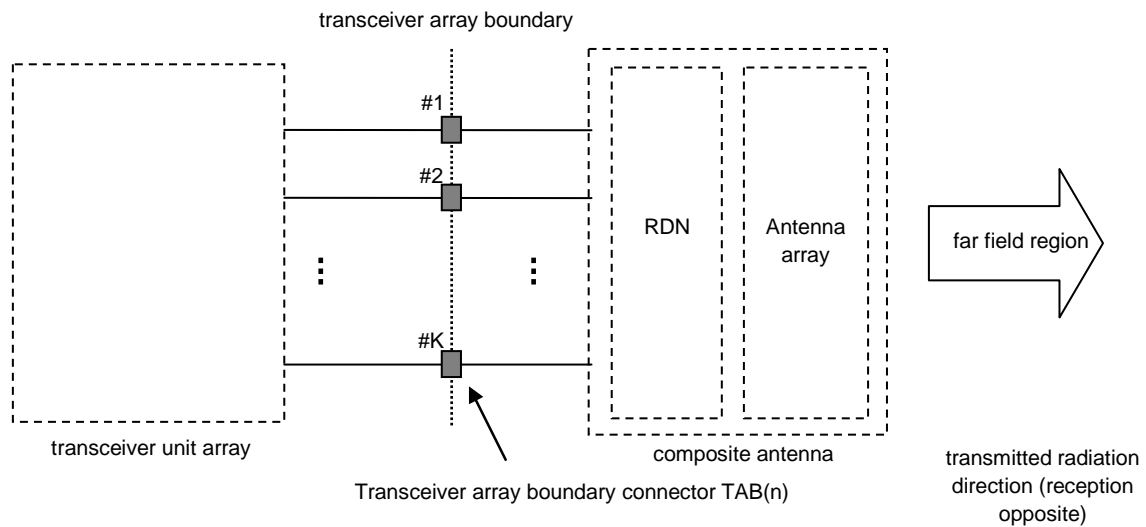 transceiver array boundary
#1
#2
RDN
Antenna
array
far field region
#K
transceiver unit array
composite antenna
Transceiver array boundary connector TAB(n)
transmitted radiation
direction (reception
opposite)